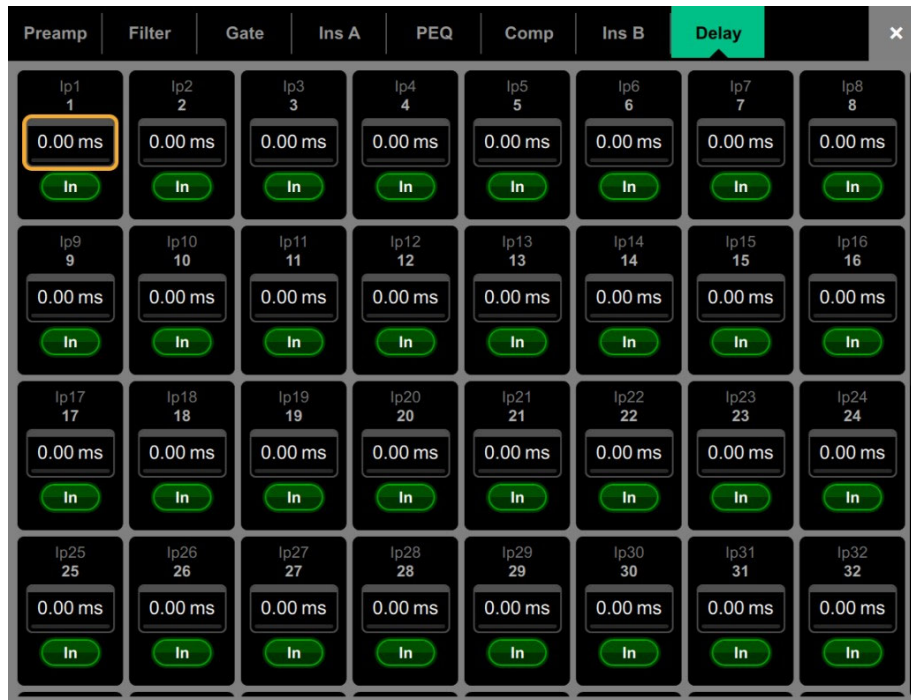 Preamp Filter Gate Ins A PEQ Comp Ins B Delay ×
Ip1 Ip2 Ip3 Ip4 Ip5 Ip6 Ip7 Ip8
1 2 3 4 5 6 7 8
0.00 ms 0.00 ms 0.00 ms 0.00 ms 0.00 ms 0.00 ms 0.00 ms 0.00 ms
In In In In In In In In
Ip9 Ip10 Ip11 Ip12 Ip13 Ip14 Ip15 Ip16
9 10 11 12 13 14 15 16
0.00 ms 0.00 ms 0.00 ms 0.00 ms 0.00 ms 0.00 ms 0.00 ms 0.00 ms
In In In In In In In In
Ip17 Ip18 Ip19 Ip20 Ip21 Ip22 Ip23 Ip24
17 18 19 20 21 22 23 24
0.00 ms 0.00 ms 0.00 ms 0.00 ms 0.00 ms 0.00 ms 0.00 ms 0.00 ms
In In In In In In In In
Ip25 Ip26 Ip27 Ip28 Ip29 Ip30 Ip31 Ip32
25 26 27 28 29 30 31 32
0.00 ms 0.00 ms 0.00 ms 0.00 ms 0.00 ms 0.00 ms 0.00 ms 0.00 ms
In In In In In In In In